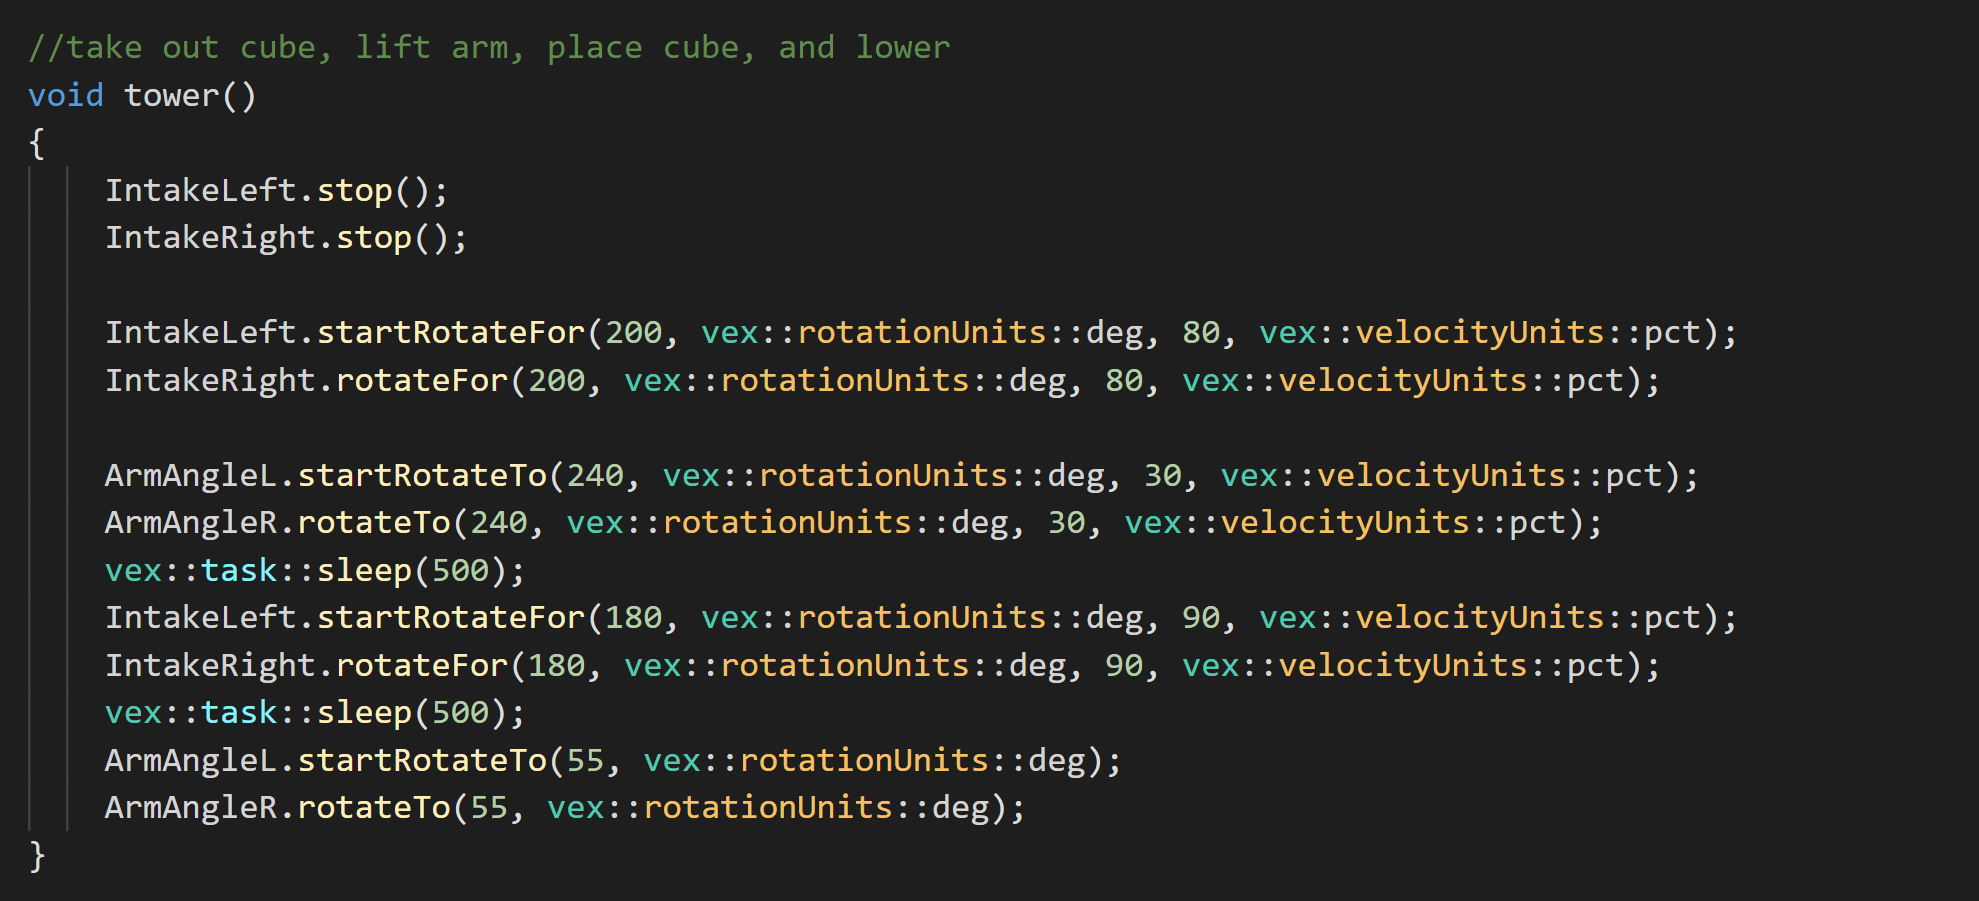 //take out cube, lift arm, place cube, and lower
void tower()
{
    IntakeLeft.stop();
    IntakeRight.stop();

    IntakeLeft.startRotateFor(200, vex::rotationUnits::deg, 80, vex::velocityUnits::pct);
    IntakeRight.rotateFor(200, vex::rotationUnits::deg, 80, vex::velocityUnits::pct);

    ArmAngleL.startRotateTo(240, vex::rotationUnits::deg, 30, vex::velocityUnits::pct);
    ArmAngleR.rotateTo(240, vex::rotationUnits::deg, 30, vex::velocityUnits::pct);
    vex::task::sleep(500);
    IntakeLeft.startRotateFor(180, vex::rotationUnits::deg, 90, vex::velocityUnits::pct);
    IntakeRight.rotateFor(180, vex::rotationUnits::deg, 90, vex::velocityUnits::pct);
    vex::task::sleep(500);
    ArmAngleL.startRotateTo(55, vex::rotationUnits::deg);
    ArmAngleR.rotateTo(55, vex::rotationUnits::deg);
}